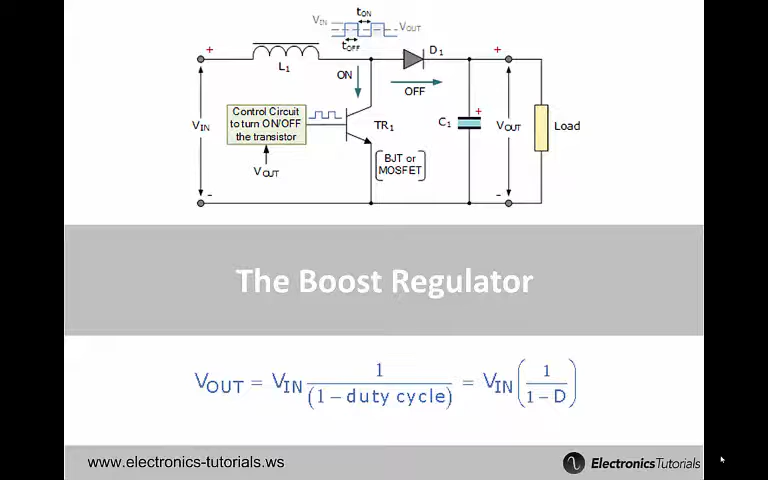 tON
VIN
VOUT
tOFF
+
L1
D1
+
ON
OFF
VIN
Control Circuit
to turn ON/OFF
the transistor
TR1
C1
+
VOUT
Load
BJT or
MOSFET
VOUT
-
-
The Boost Regulator
VOUT = VIN 1/(1 – duty cycle) = VIN(1/(1 – D))
www.electronics-tutorials.ws
ElectronicsTutorials